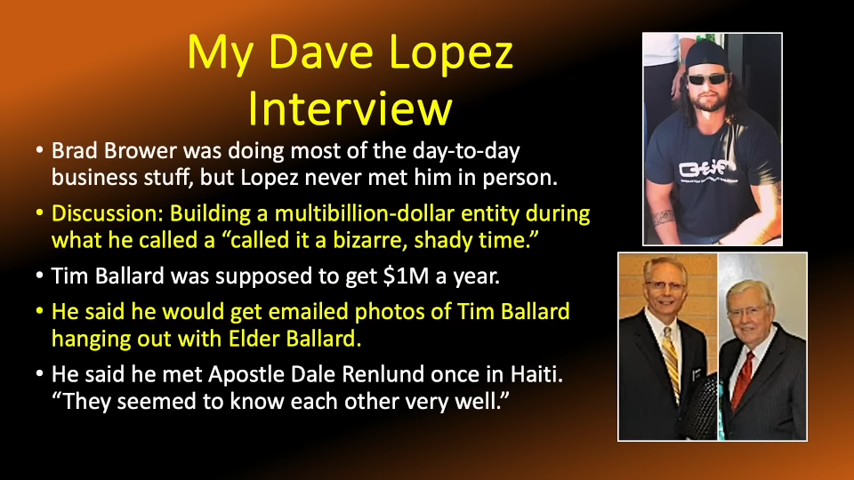 My Dave Lopez
Interview
• Brad Brower was doing most of the day-to-day
business stuff, but Lopez never met him in person.
• Discussion: Building a multibillion-dollar entity during
what he called a “called it a bizarre, shady time.”
• Tim Ballard was supposed to get $1M a year.
• He said he would get emailed photos of Tim Ballard
hanging out with Elder Ballard.
• He said he met Apostle Dale Renlund once in Haiti.
“They seemed to know each other very well.”